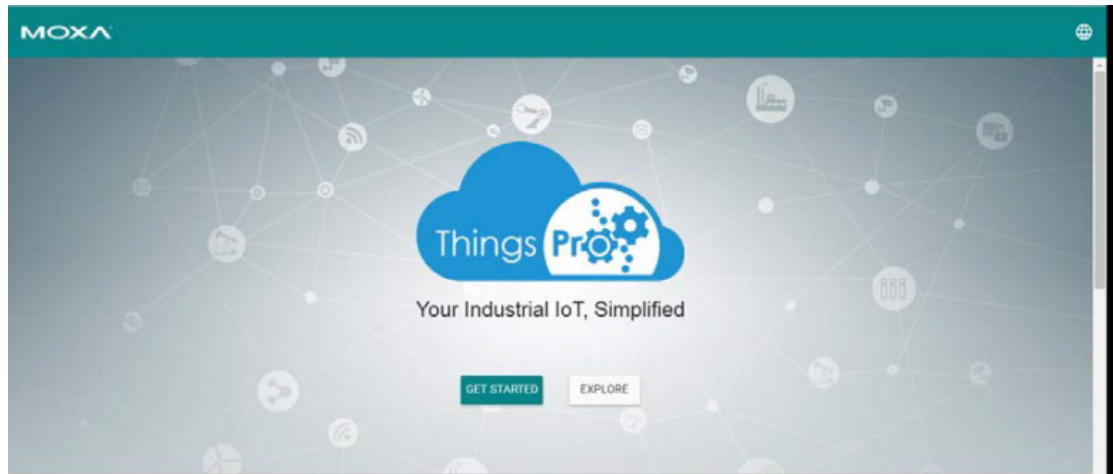 MOXA
Things Pro
Your Industrial IoT, Simplified
GET STARTED
EXPLORE